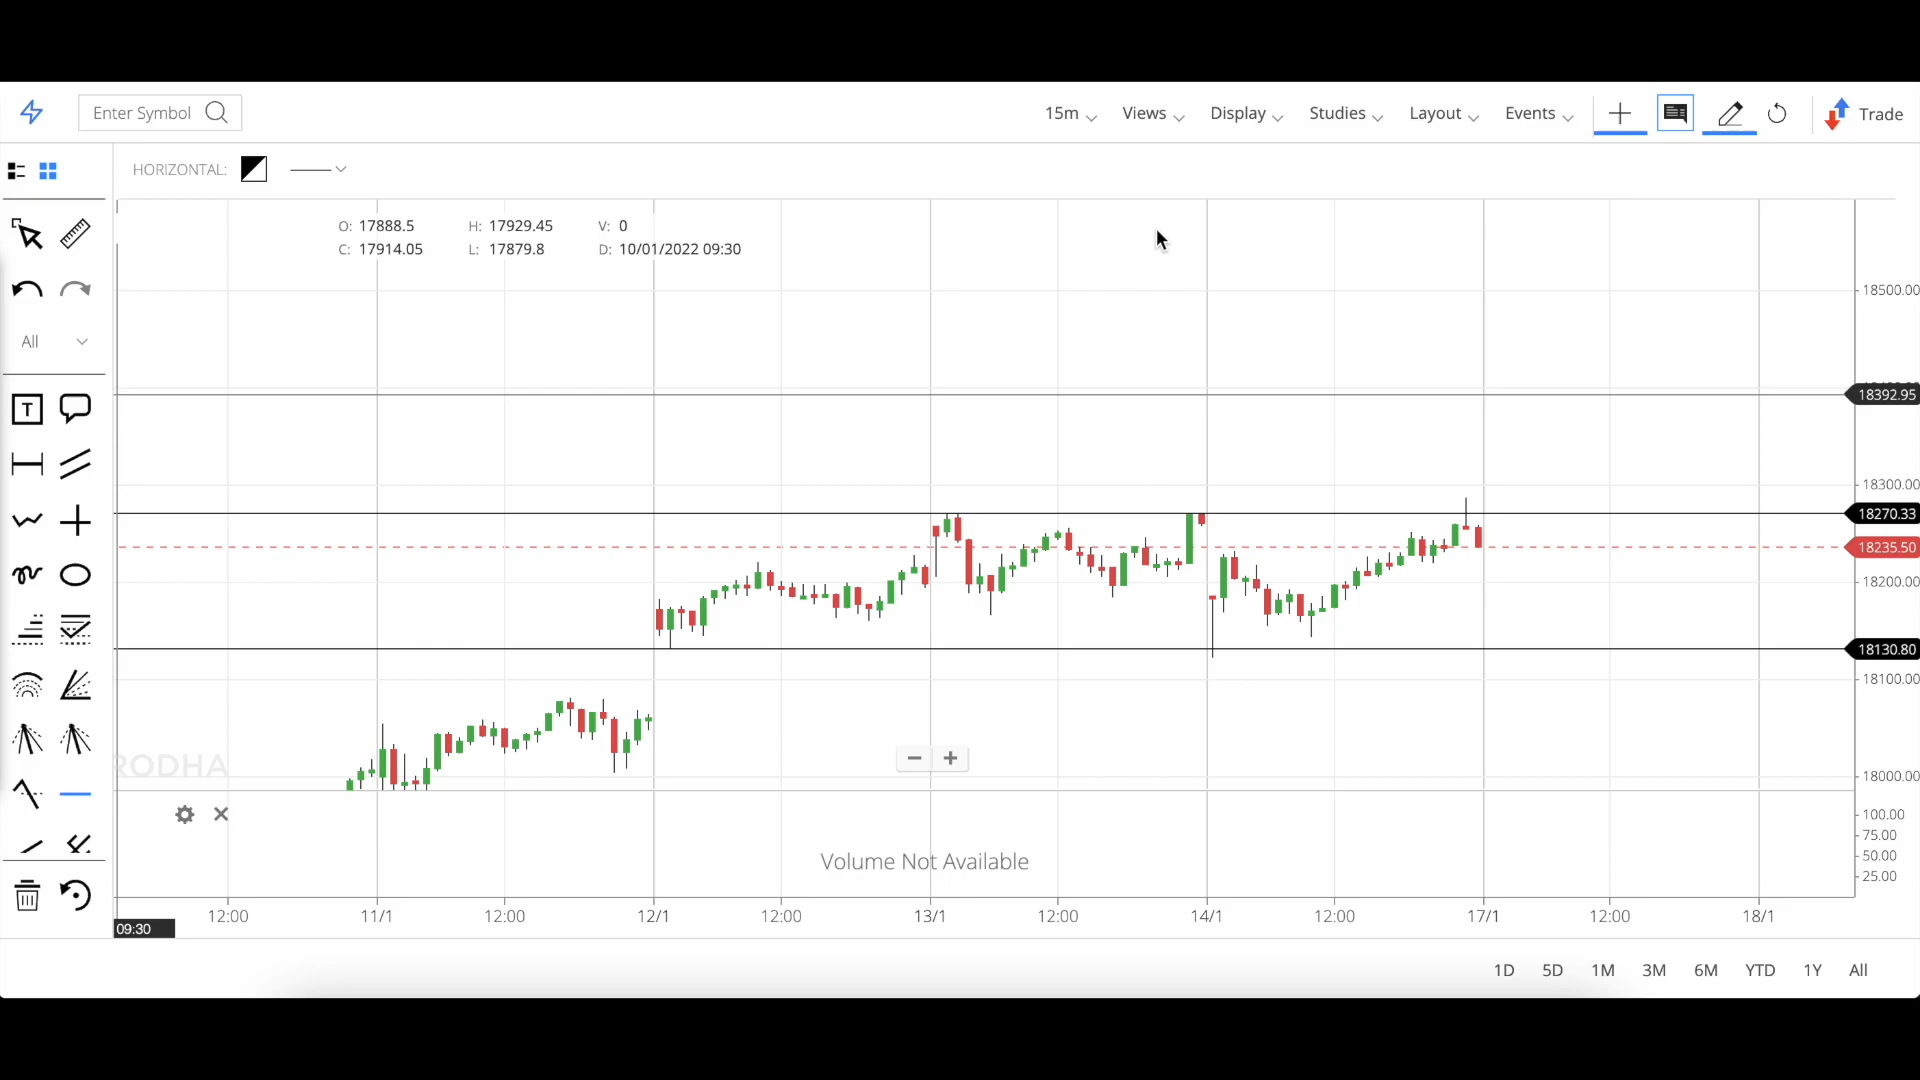 Enter Symbol 15m Views Display Studies Layout Events Trade
HORIZONTAL:
O: 17888.5 H: 17929.45 V: 0
C: 17914.05 L: 17879.8 D: 10/01/2022 09:30
All
T
18500.00
18392.95
18300.00
18270.33
18235.50
18200.00
18130.80
18100.00
RODHA
18000.00
100.00
75.00
Volume Not Available
50.00
25.00
12:00 11/1 12:00 12/1 12:00 13/1 12:00 14/1 12:00 17/1 12:00 18/1
09:30
1D 5D 1M 3M 6M YTD 1Y All